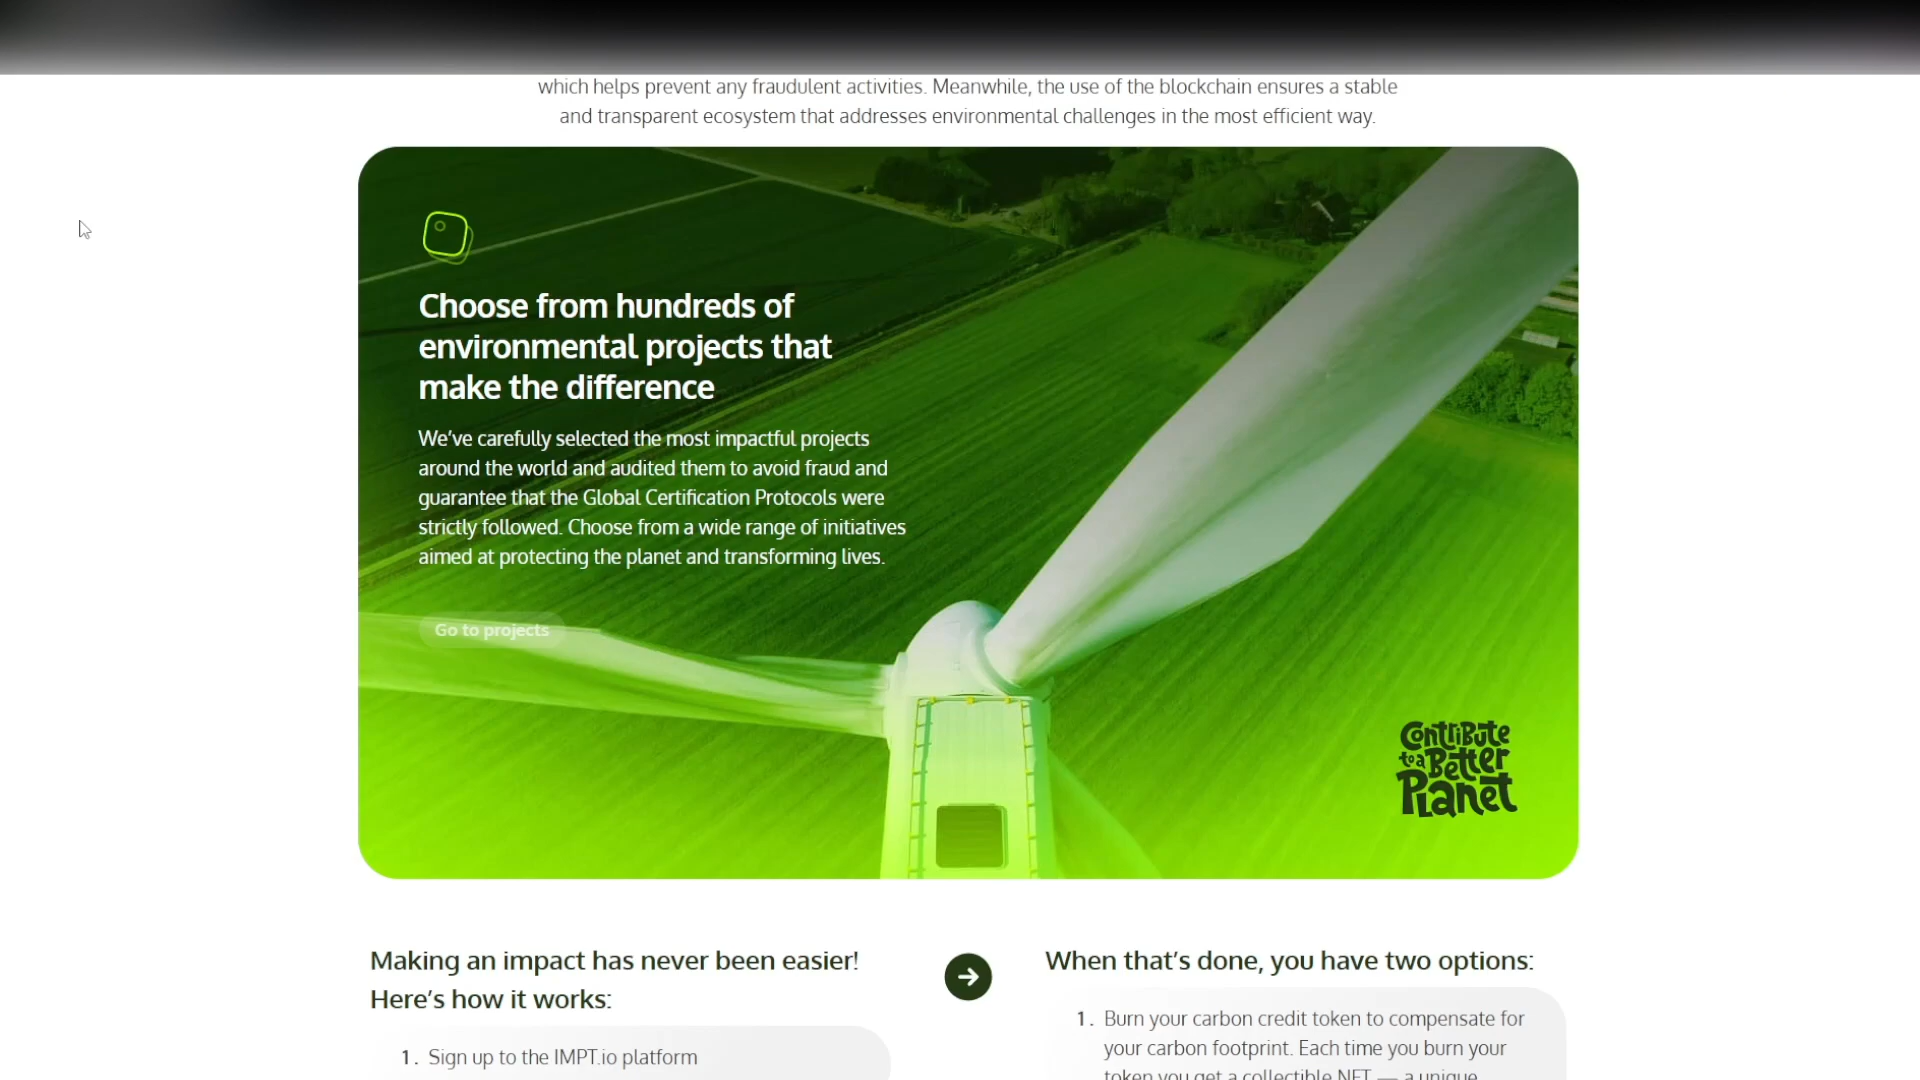 which helps prevent any fraudulent activities. Meanwhile, the use of the blockchain ensures a stable
and transparent ecosystem that addresses environmental challenges in the most efficient way.
Choose from hundreds of
environmental projects that
make the difference
We’ve carefully selected the most impactful projects
around the world and audited them to avoid fraud and
guarantee that the Global Certification Protocols were
strictly followed. Choose from a wide range of initiatives
aimed at protecting the planet and transforming lives.
Go to projects
Contribute
to a Better
Planet
Making an impact has never been easier!
Here’s how it works:
1. Sign up to the IMPT.io platform
When that’s done, you have two options:
1. Burn your carbon credit token to compensate for
your carbon footprint. Each time you burn your
token you get a collectible NFT — a unique